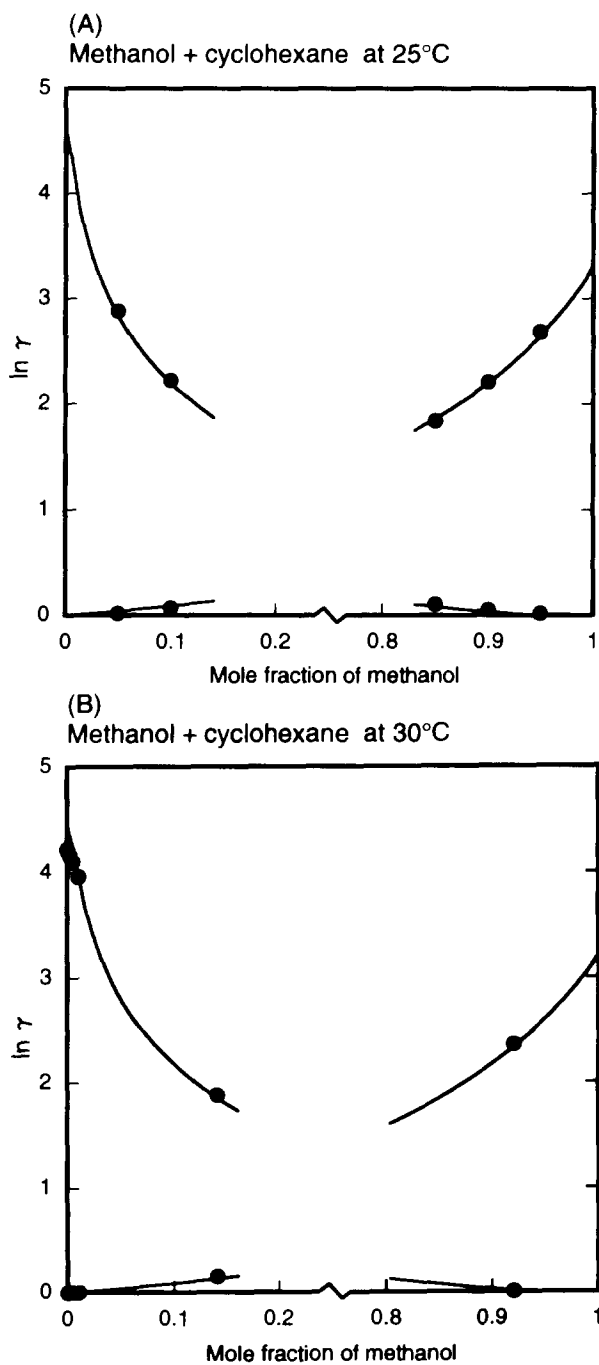 (A)
Methanol + cyclohexane at 25°C
5
4
3
2
1
0
ln γ
0 0.1 0.2 0.8 0.9 1
Mole fraction of methanol
(B)
Methanol + cyclohexane at 30°C
5
4
3
2
1
0
ln γ
0 0.1 0.2 0.8 0.9 1
Mole fraction of methanol